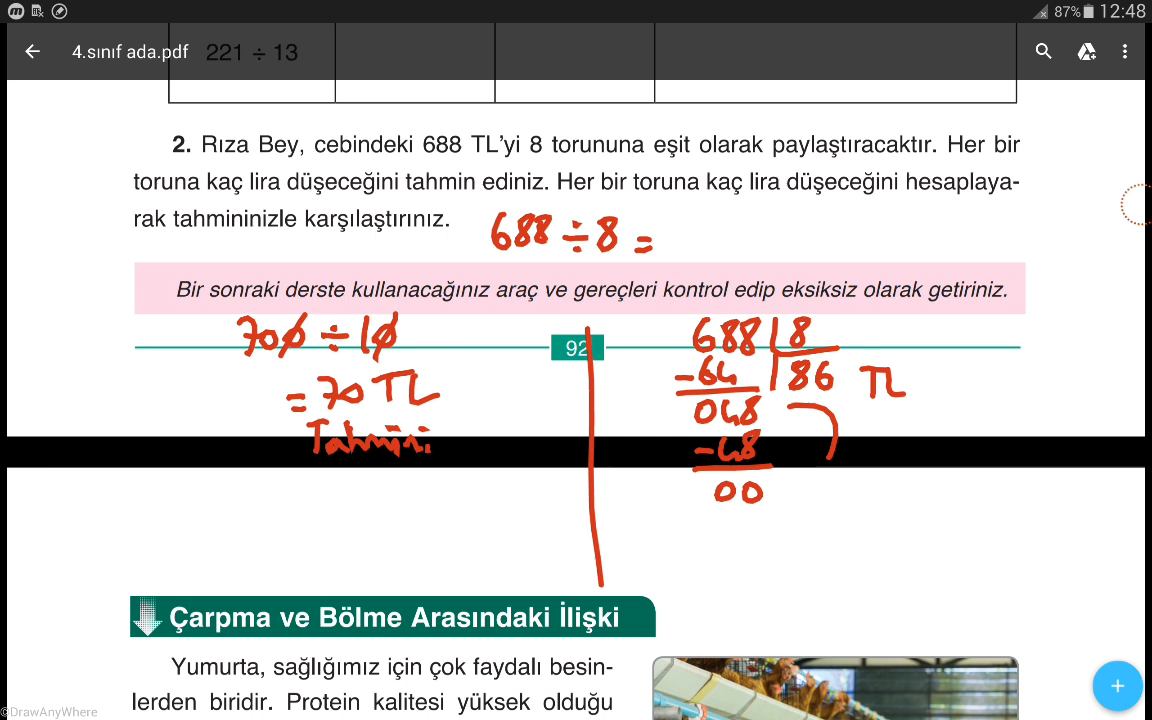 87% 12:48
4.sınıf ada.pdf
221 ÷ 13
2. Rıza Bey, cebindeki 688 TL'yi 8 torununa eşit olarak paylaştıracaktır. Her bir
toruna kaç lira düşeceğini tahmin ediniz. Her bir toruna kaç lira düşeceğini hesaplaya-
rak tahmininizle karşılaştırınız.
688 ÷ 8 =
Bir sonraki derste kullanacağınız araç ve gereçleri kontrol edip eksiksiz olarak getiriniz.
700 ÷ 10
= 70 TL
Tahmini
92
688 8
-64 86 TL
048
-48
00
Çarpma ve Bölme Arasındaki İlişki
Yumurta, sağlığımız için çok faydalı besin-
lerden biridir. Protein kalitesi yüksek olduğu
©DrawAnyWhere